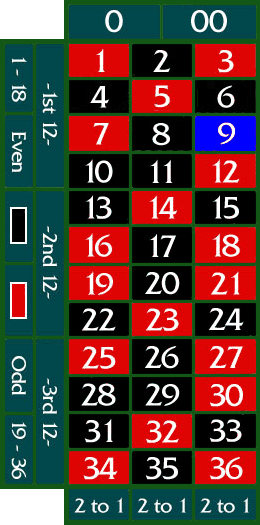 0 00
1 2 3
4 5 6
7 8 9
10 11 12
13 14 15
16 17 18
19 20 21
22 23 24
25 26 27
28 29 30
31 32 33
34 35 36
2 to 1 2 to 1 2 to 1
-1st 12-
-2nd 12-
-3rd 12-
1 - 18
Even
Odd
19 - 36